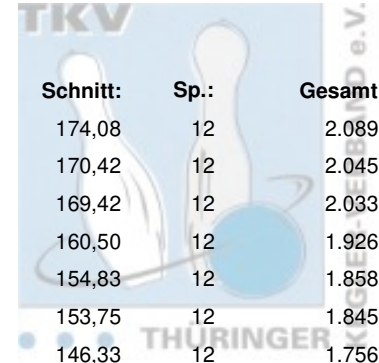 TKV
Schnitt: Sp.: Gesamt
174,08 12 2.089
170,42 12 2.045
169,42 12 2.033
160,50 12 1.926
154,83 12 1.858
153,75 12 1.845
146,33 12 1.756
THÜRINGER
KEGLER-VERBAND e.V.